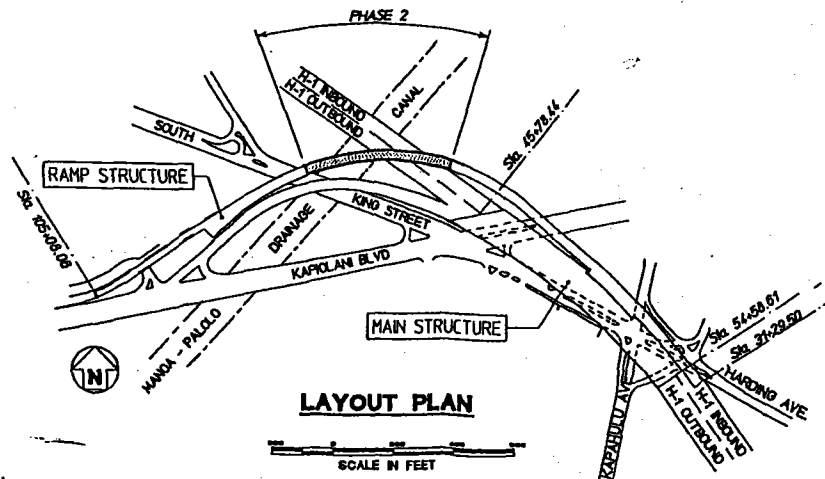 PHASE 2
H-1 INBOUND
H-1 OUTBOUND
CANAL
Sta. 45+78.44
SOUTH
RAMP STRUCTURE
KING STREET
Sta. 105+08.08
DRAINAGE
KAPIOLANI BLVD
MAIN STRUCTURE
MANOA - PALOLO
Sta 54+58.61
Sta. 31+29.50
HARDING AVE.
N
H-1 INBOUND
H-1 OUTBOUND
KAPAHULU AV
LAYOUT PLAN
SCALE IN FEET